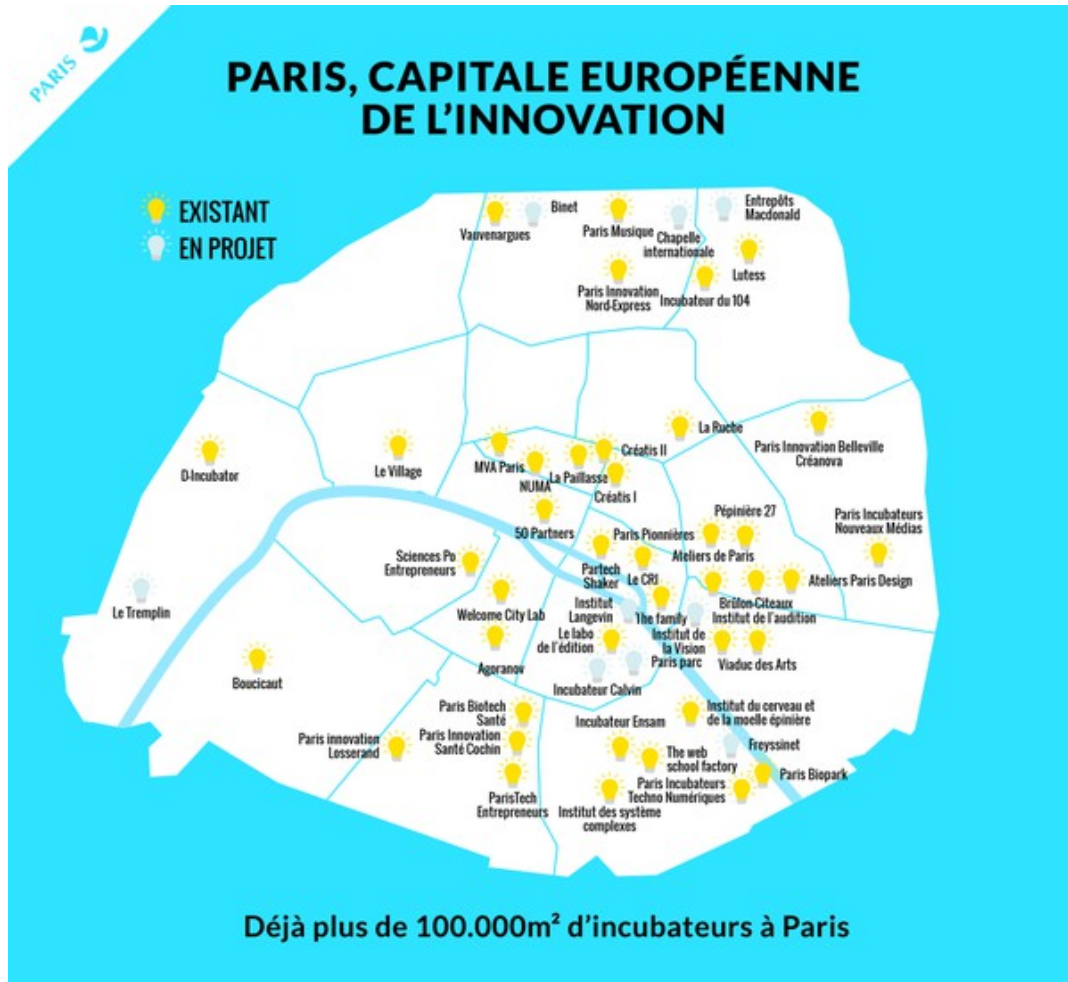 PARIS
PARIS, CAPITALE EUROPÉENNE
DE L'INNOVATION
EXISTANT
EN PROJET
Vauvenargues
Binet
Paris Musique
Chapelle
internationale
Entrepôts
Macdonald
Lutess
Paris Innovation
Nord-Express
Incubateur du 104
D-Incubator
Le Village
MVA Paris
NUMA
La Paillasse
Créatis II
Créatis I
La Ruche
Paris Innovation Belleville
Créanova
50 Partners
Paris Pionnières
Pépinière 27
Ateliers de Paris
Paris Incubateurs
Nouveaux Médias
Sciences Po
Entrepreneurs
Partech
Shaker
Le CRI
Ateliers Paris Design
Le Tremplin
Welcome City Lab
Institut
Langevin
The family
Brûlon-Citeaux
Institut de l'audition
Institut de
la Vision
Le labo
de l'édition
Paris parc
Viaduc des Arts
Agoranov
Boucicaut
Incubateur Calvin
Paris Biotech
Santé
Incubateur Ensam
Institut du cerveau et
de la moelle épinière
Paris innovation
Losserand
Paris Innovation
Santé Cochin
The web
school factory
Freyssinet
Paris Biopark
ParisTech
Entrepreneurs
Paris Incubateurs
Techno Numériques
Institut des système
complexes
Déjà plus de 100.000m² d'incubateurs à Paris